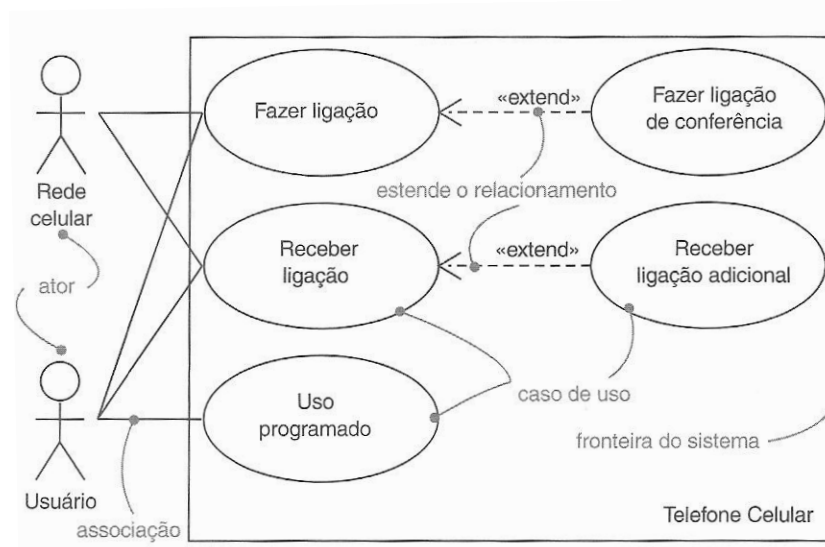 Rede
celular
ator
Usuário
associação
Fazer ligação
«extend»
Fazer ligação
de conferência
estende o relacionamento
Receber
ligação
«extend»
Receber
ligação adicional
Uso
programado
caso de uso
fronteira do sistema
Telefone Celular